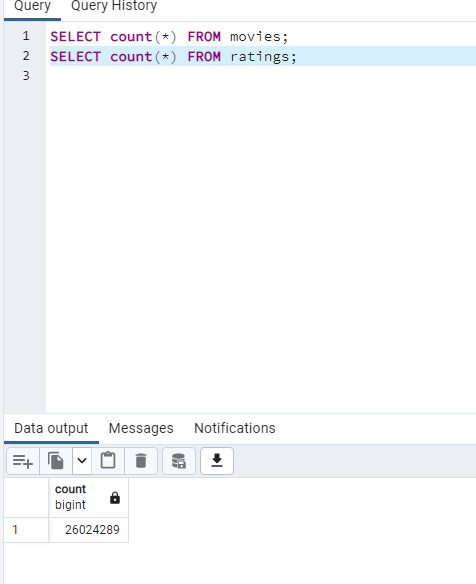 Query Query History
1 SELECT count(*) FROM movies;
2 SELECT count(*) FROM ratings;
3
Data output Messages Notifications
count
bigint
1 26024289